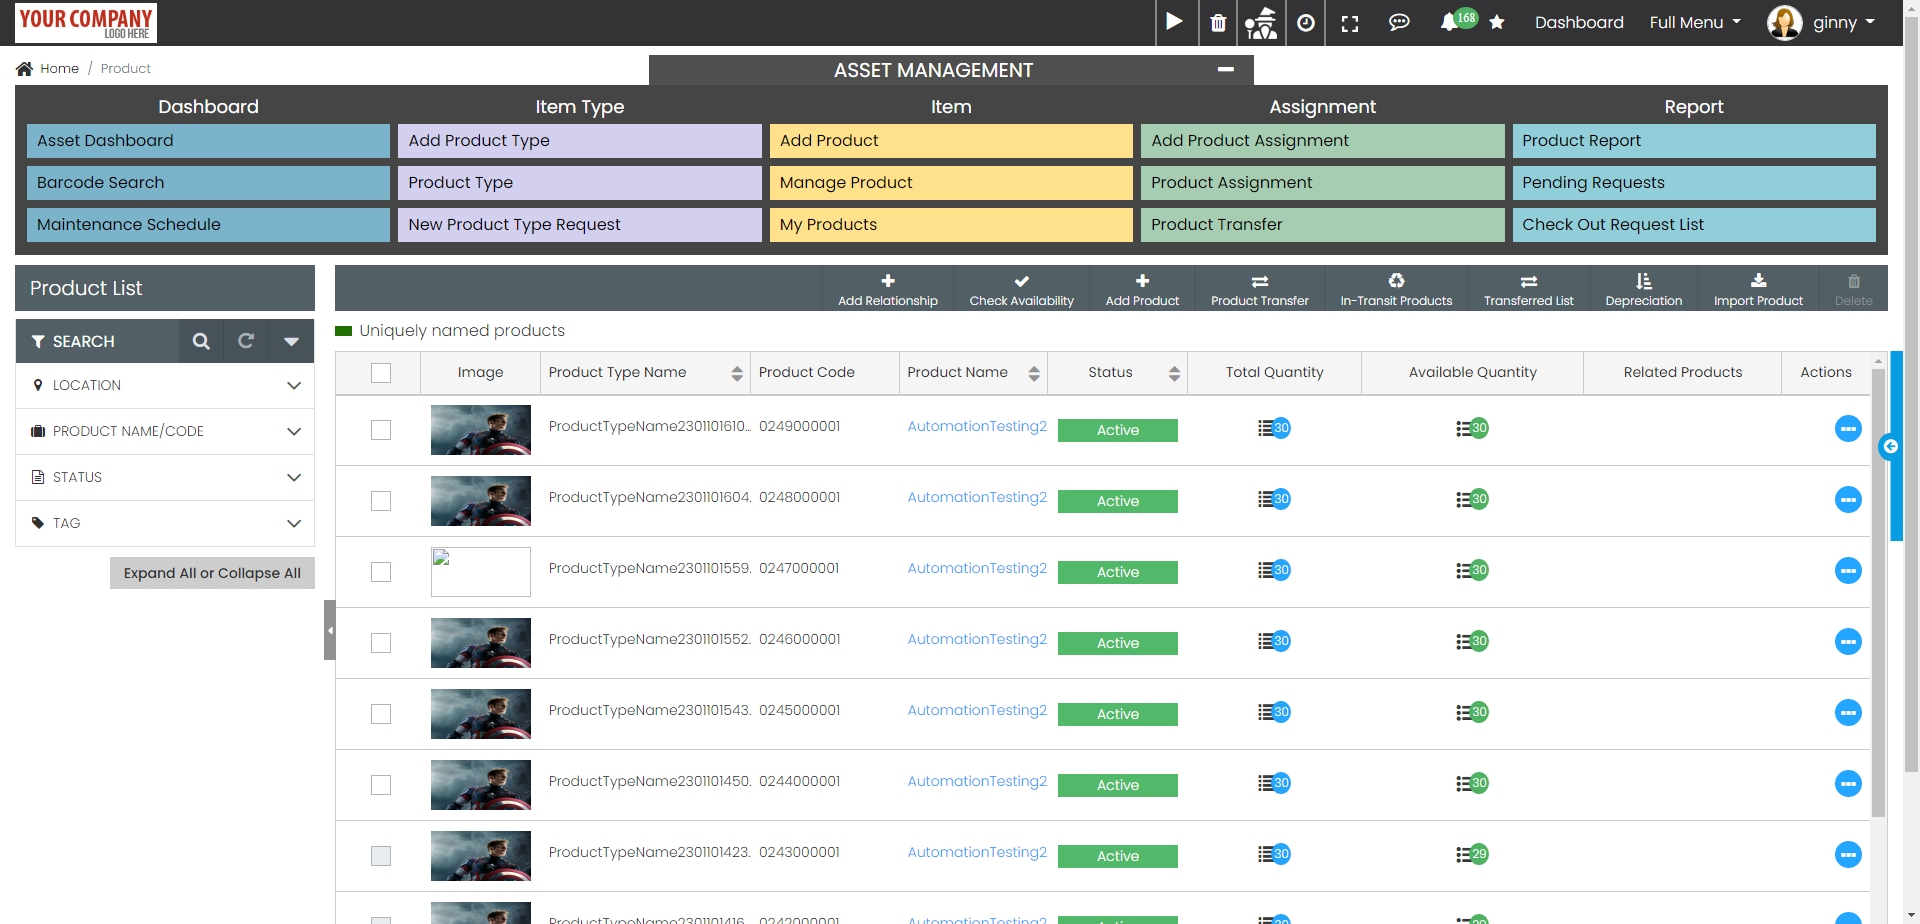 YOUR COMPANY
LOGO HERE
168
Dashboard
Full Menu
ginny
Home / Product
ASSET MANAGEMENT
Dashboard Item Type Item Assignment Report
Asset Dashboard Add Product Type Add Product Add Product Assignment Product Report
Barcode Search Product Type Manage Product Product Assignment Pending Requests
Maintenance Schedule New Product Type Request My Products Product Transfer Check Out Request List
Product List
Add Relationship Check Availability Add Product Product Transfer In-Transit Products Transferred List Depreciation Import Product Delete
SEARCH
LOCATION
PRODUCT NAME/CODE
STATUS
TAG
Expand All or Collapse All
Uniquely named products
Image Product Type Name Product Code Product Name Status Total Quantity Available Quantity Related Products Actions
ProductTypeName2301101610... 0249000001 AutomationTesting2 Active 30 30
ProductTypeName2301101604. 0248000001 AutomationTesting2 Active 30 30
ProductTypeName2301101559. 0247000001 AutomationTesting2 Active 30 30
ProductTypeName2301101552. 0246000001 AutomationTesting2 Active 30 30
ProductTypeName2301101543. 0245000001 AutomationTesting2 Active 30 30
ProductTypeName2301101450. 0244000001 AutomationTesting2 Active 30 30
ProductTypeName2301101423. 0243000001 AutomationTesting2 Active 30 29
ProductTypeName2301101416. 0242000001 AutomationTesting2